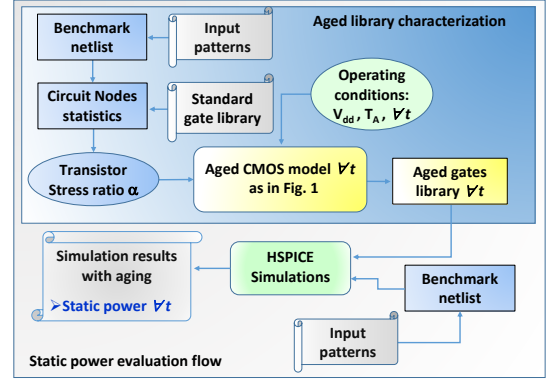 Aged library characterization
Benchmark
netlist
Input
patterns
Circuit Nodes
statistics
Standard
gate library
Operating
conditions:
Vdd , TA , ∀t
Transistor
Stress ratio α
Aged CMOS model ∀t
as in Fig. 1
Aged gates
library ∀t
Simulation results
with aging
➢Static power ∀t
HSPICE
Simulations
Benchmark
netlist
Input
patterns
Static power evaluation flow